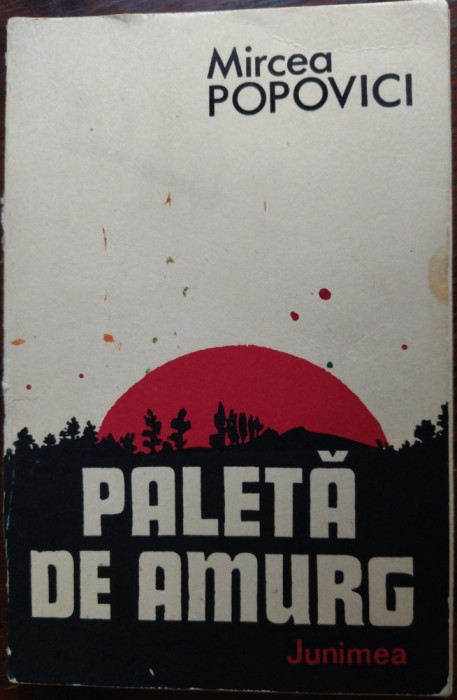 Mircea
POPOVICI
PALETĂ
DE AMURG
Junimea